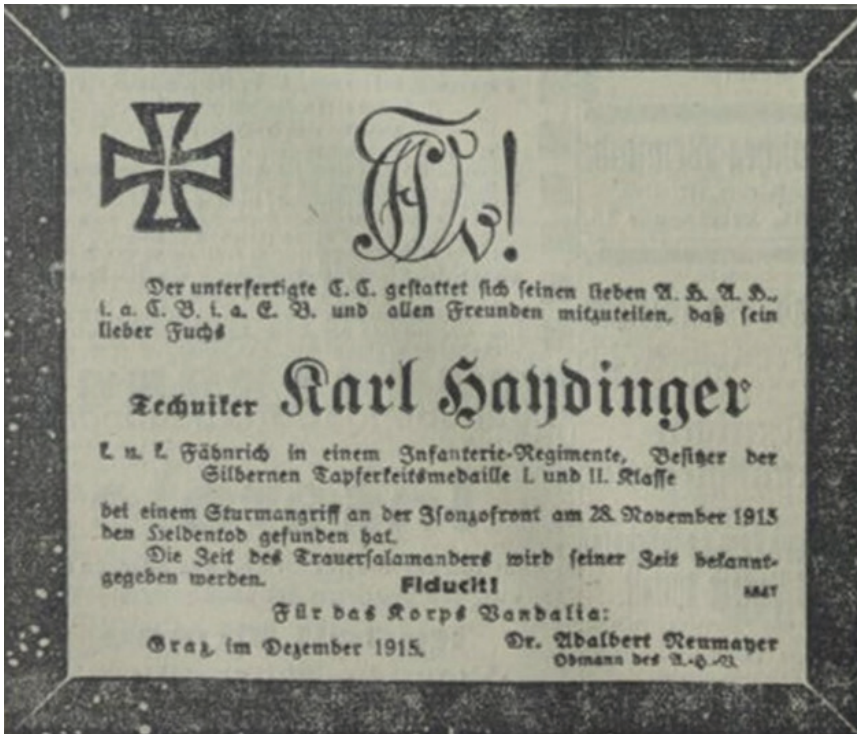 Der unterfertigte C. C. gestattet sich seinen lieben A. H. A. H.,
i. a. C. B. i. a. E. B. und allen Freunden mitzuteilen, daß sein
lieber Fuchs
Techniker Karl Haydinger
k. u. k. Fähnrich in einem Infanterie-Regimente, Besitzer der
Silbernen Tapferkeitsmedaille I. und II. Klasse
bei einem Sturmangriff an der Isonzofront am 28. November 1915
den Heldentod gefunden hat.
Die Zeit des Trauersalamanders wird seiner Zeit bekannt-
gegeben werden. Fiducit!
Für das Korps Vandalia:
Graz, im Dezember 1915. Dr. Adalbert Neumayer
Obmann des A.-H.-V.